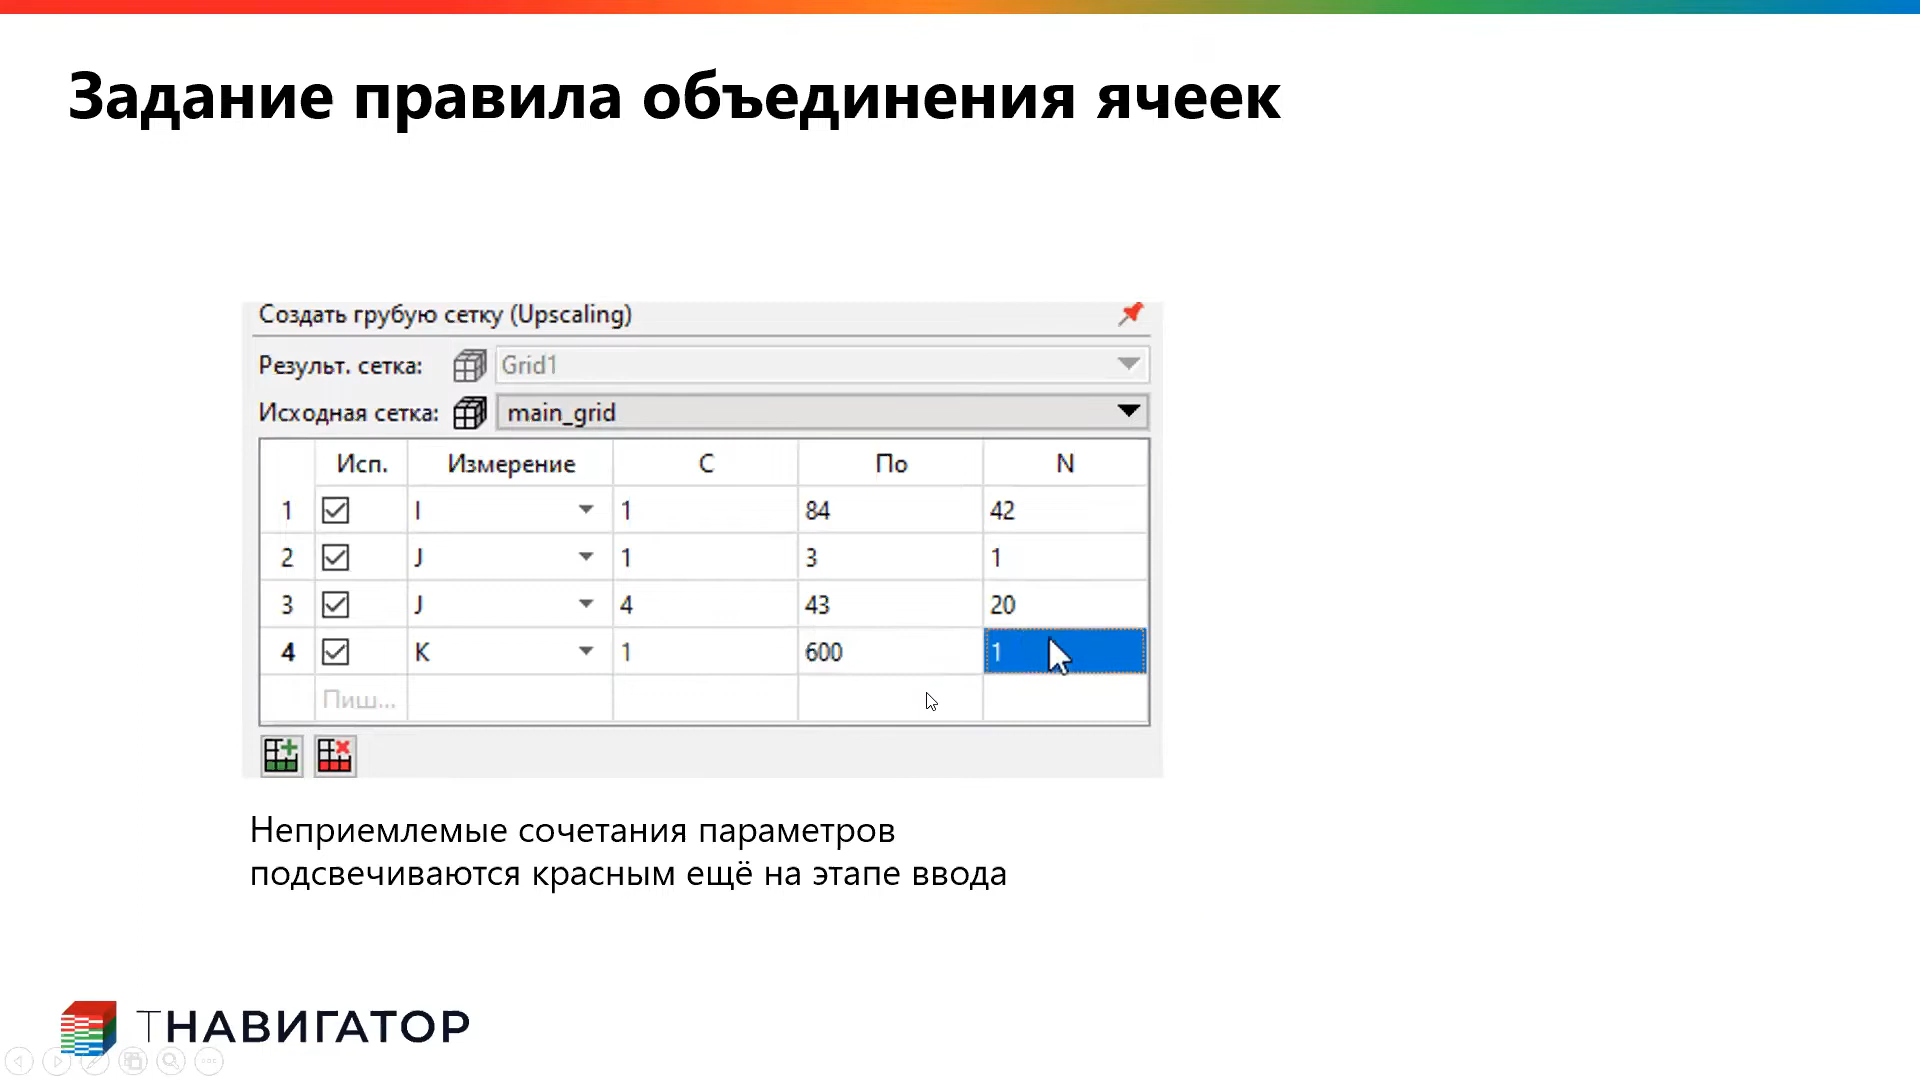 Задание правила объединения ячеек
Создать грубую сетку (Upscaling)
Результ. сетка: Grid1
Исходная сетка: main_grid
Исп. Измерение С По N
1 I 1 84 42
2 J 1 3 1
3 J 4 43 20
4 K 1 600 1
Пиш...
Неприемлемые сочетания параметров
подсвечиваются красным ещё на этапе ввода
ТНАВИГАТОР